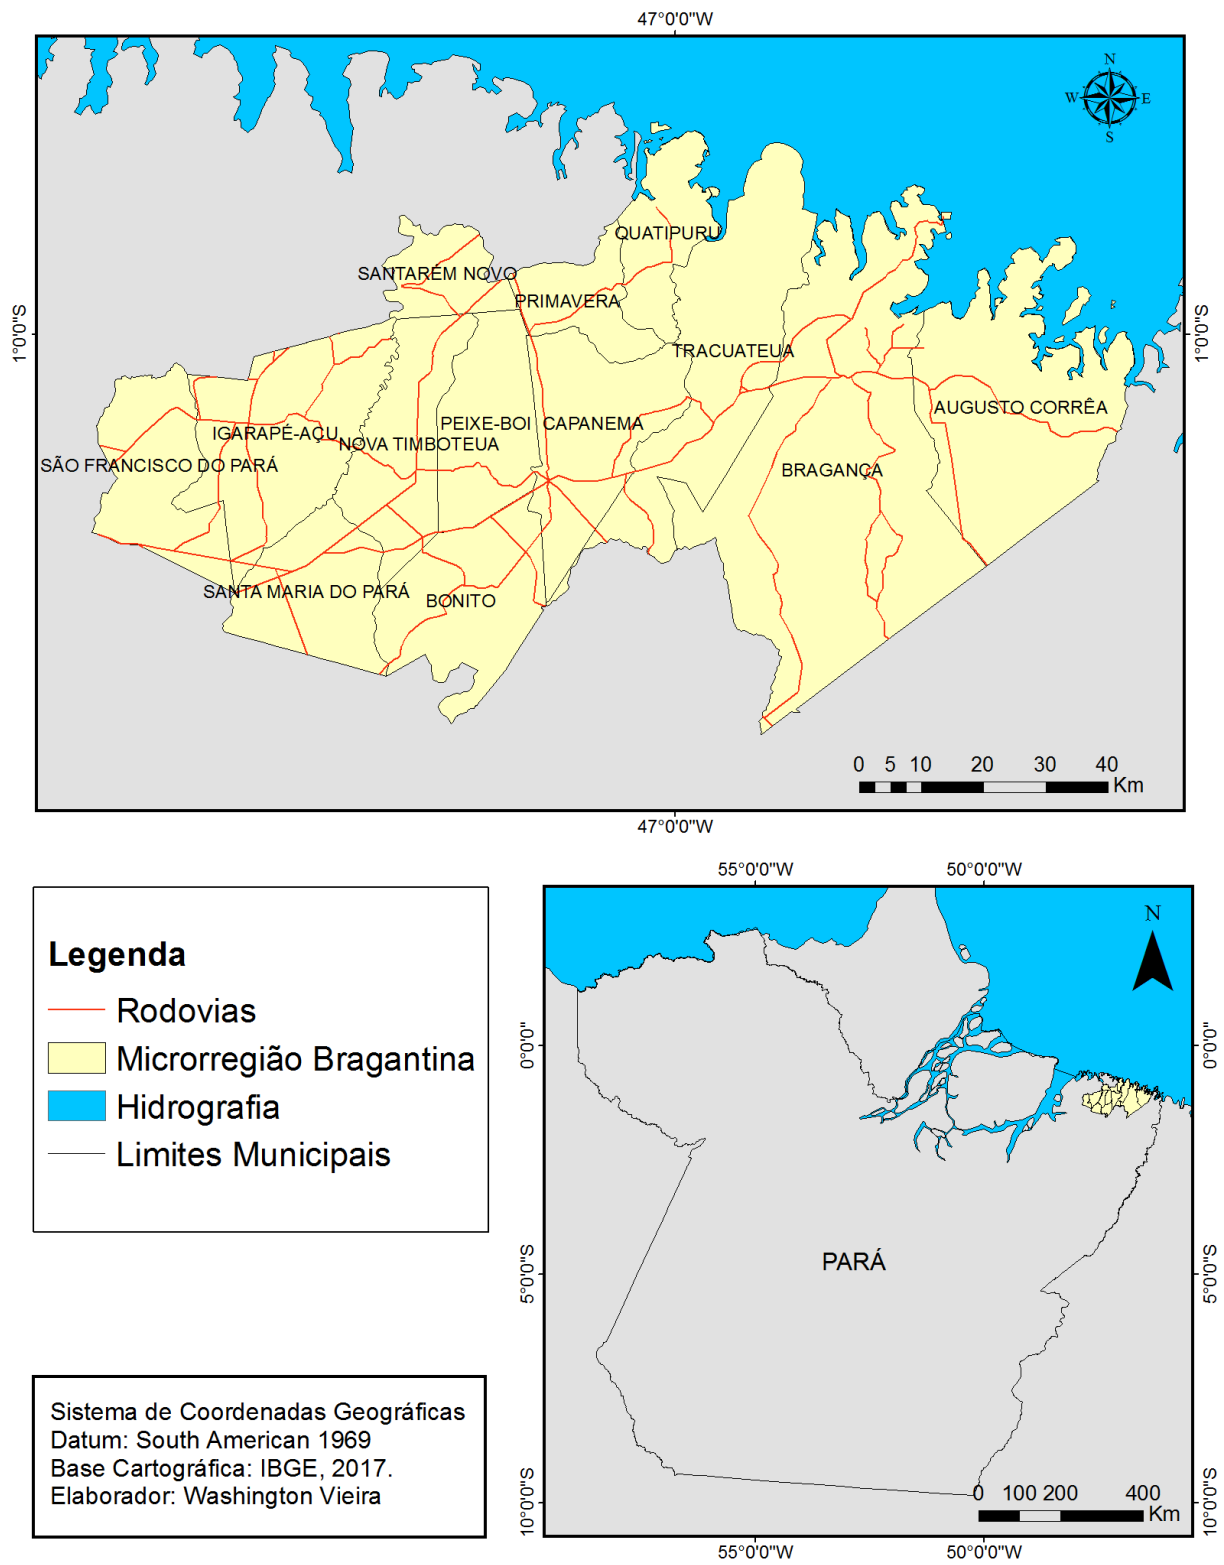 47°0'0"W
N
W
E
S
QUATIPURU
SANTARÉM NOVO
PRIMAVERA
1°0'0"S
1°0'0"S
TRACUATEUA
AUGUSTO CORRÊA
PEIXE-BOI
CAPANEMA
IGARAPÉ-AÇU
NOVA TIMBOTEUA
SÃO FRANCISCO DO PARÁ
BRAGANÇA
SANTA MARIA DO PARÁ
BONITO
0 5 10 20 30 40
Km
47°0'0"W
55°0'0"W 50°0'0"W
N
Legenda
Rodovias
Microrregião Bragantina
Hidrografia
Limites Municipais
0°0'0"
0°0'0"
PARÁ
5°0'0"S
5°0'0"S
Sistema de Coordenadas Geográficas
Datum: South American 1969
Base Cartográfica: IBGE, 2017.
Elaborador: Washington Vieira
0 100 200 400
Km
10°0'0"S
10°0'0"S
55°0'0"W 50°0'0"W